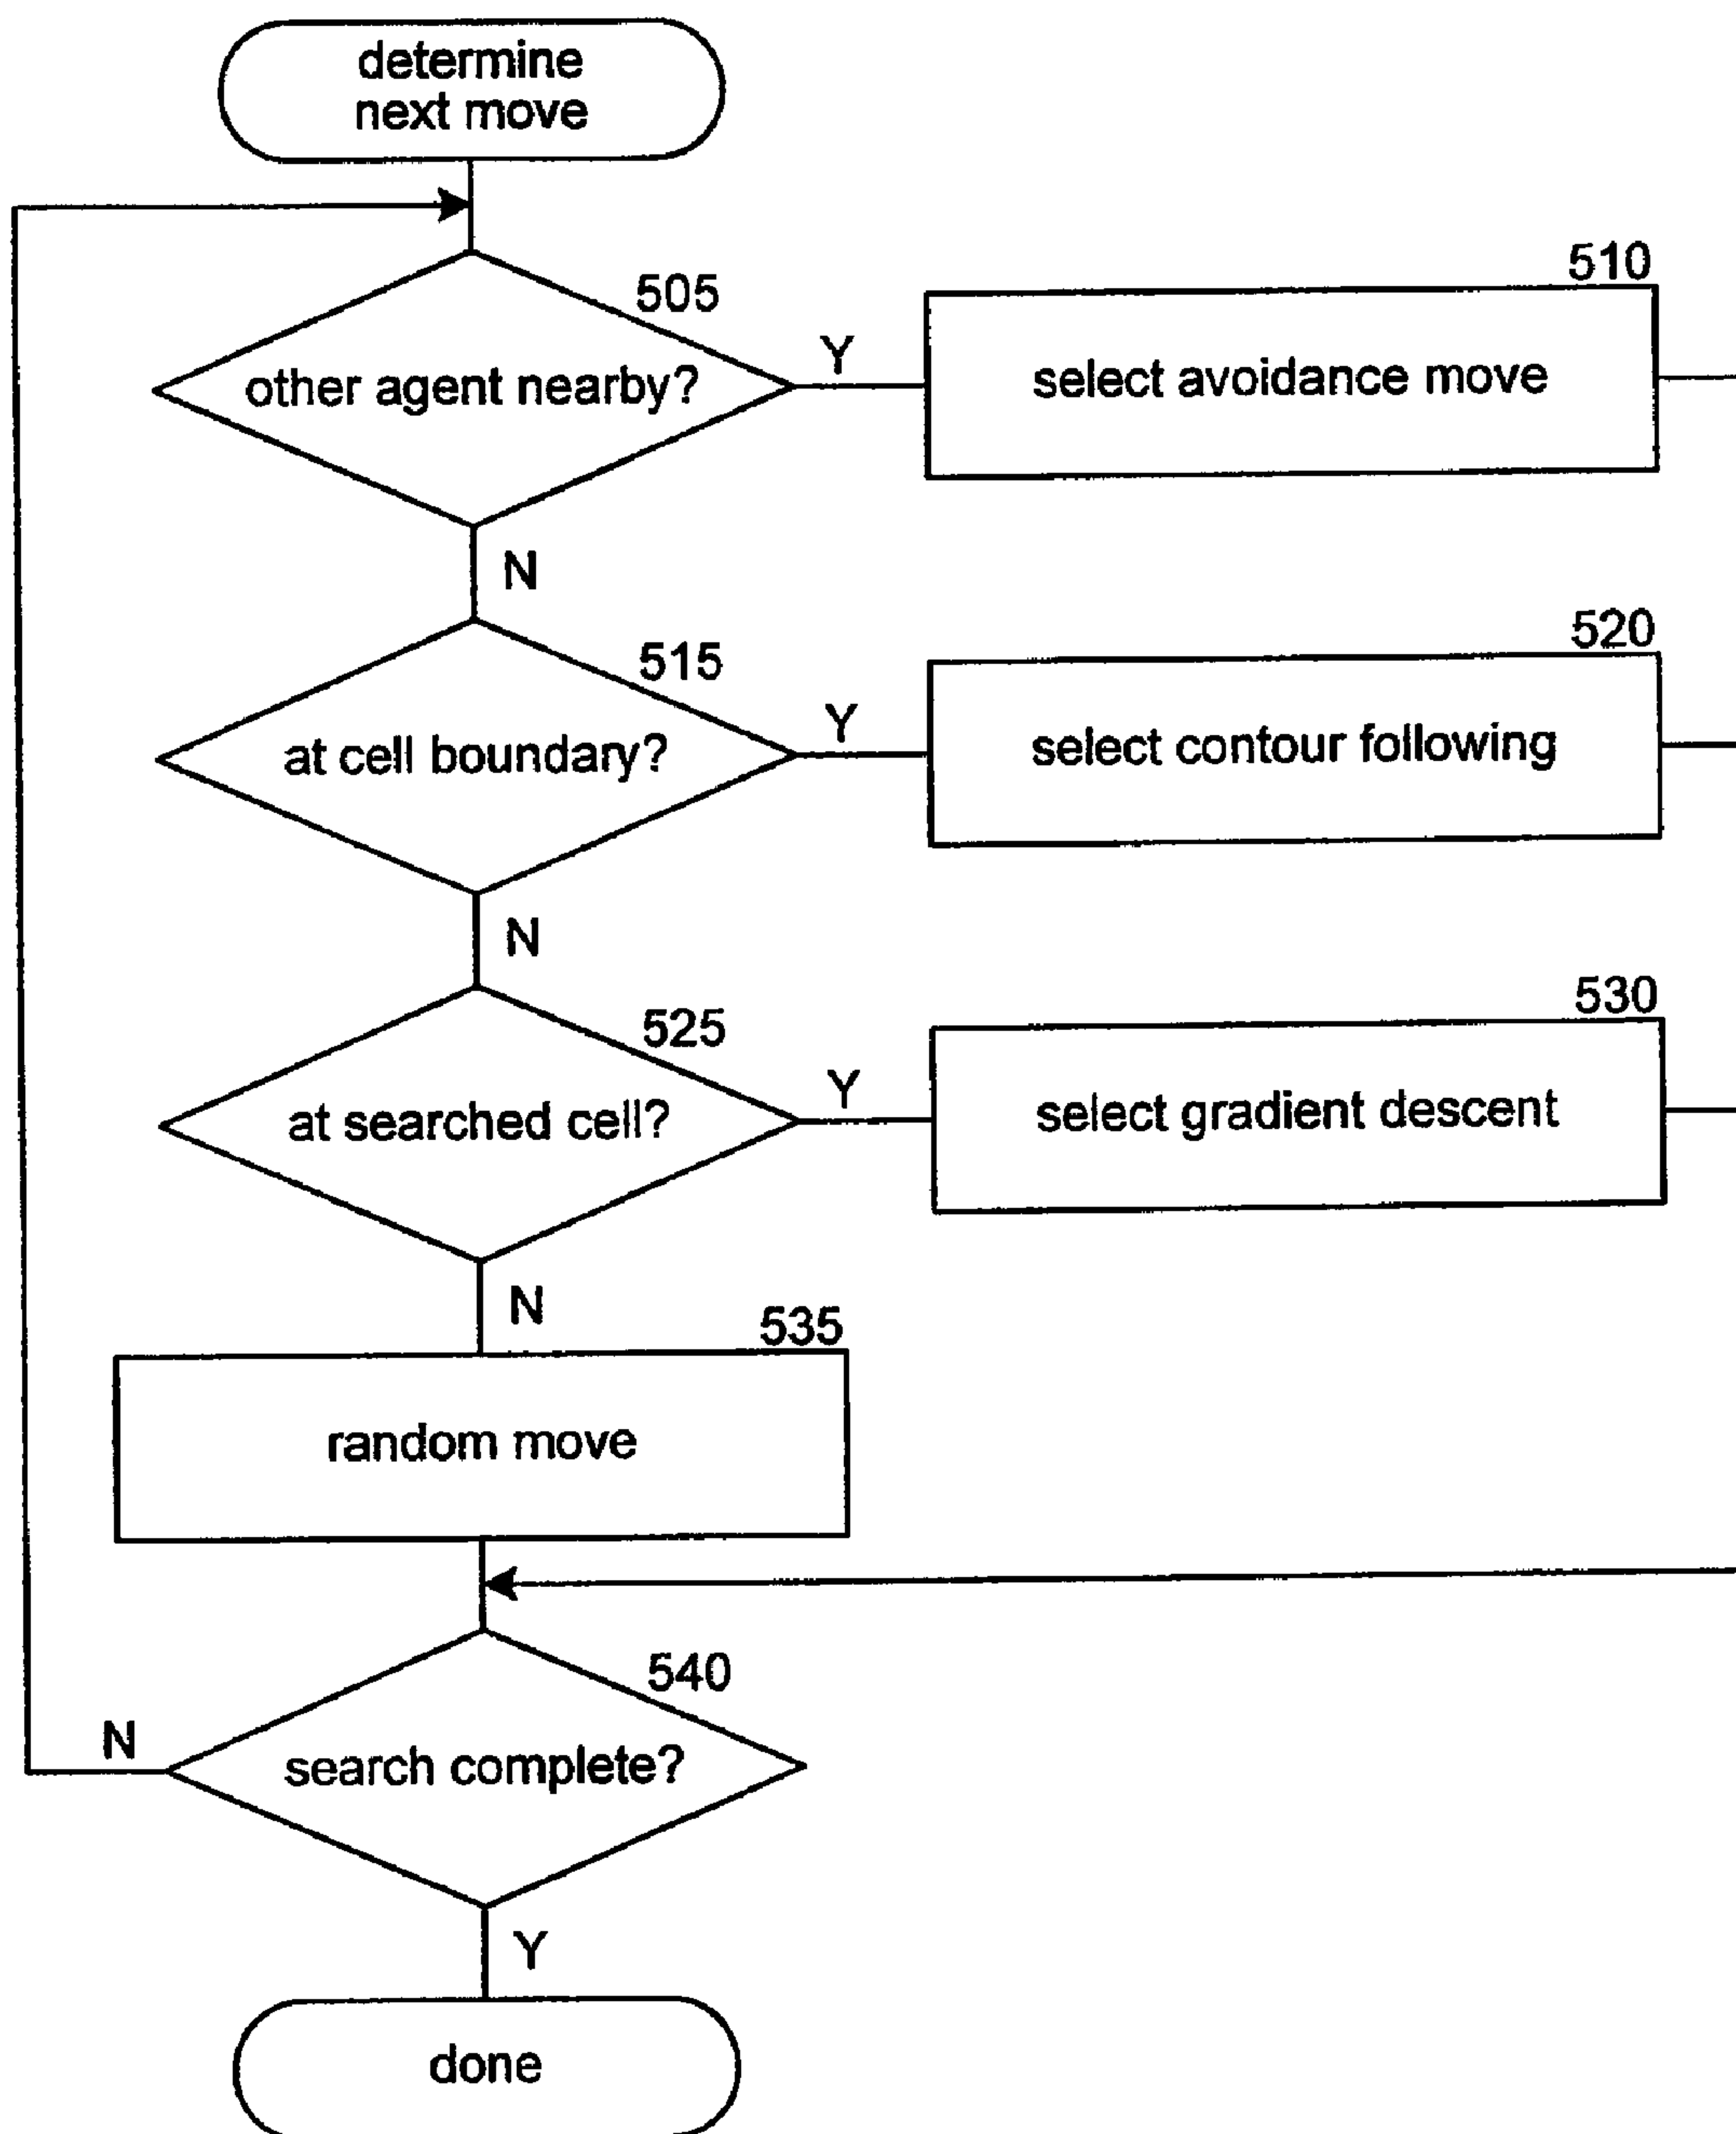 determine
next move
505
other agent nearby?
Y
510
select avoidance move
N
515
at cell boundary?
Y
520
select contour following
N
525
at searched cell?
Y
530
select gradient descent
N
535
random move
540
search complete?
N
Y
done